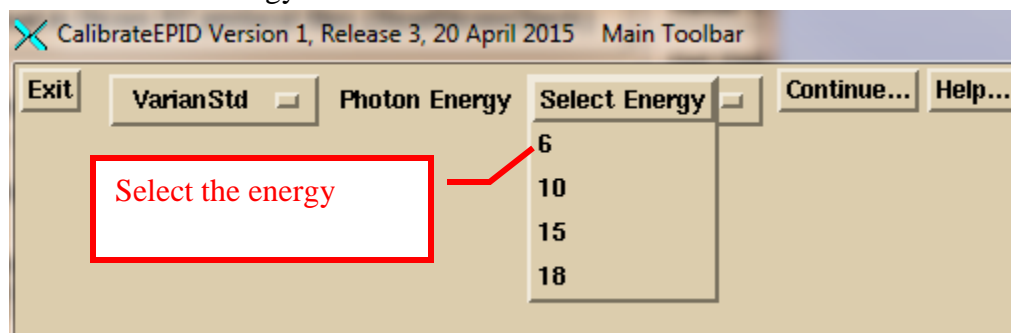 CalibrateEPID Version 1, Release 3, 20 April 2015 Main Toolbar
Exit VarianStd Photon Energy Select Energy Continue... Help...
6
Select the energy
10
15
18